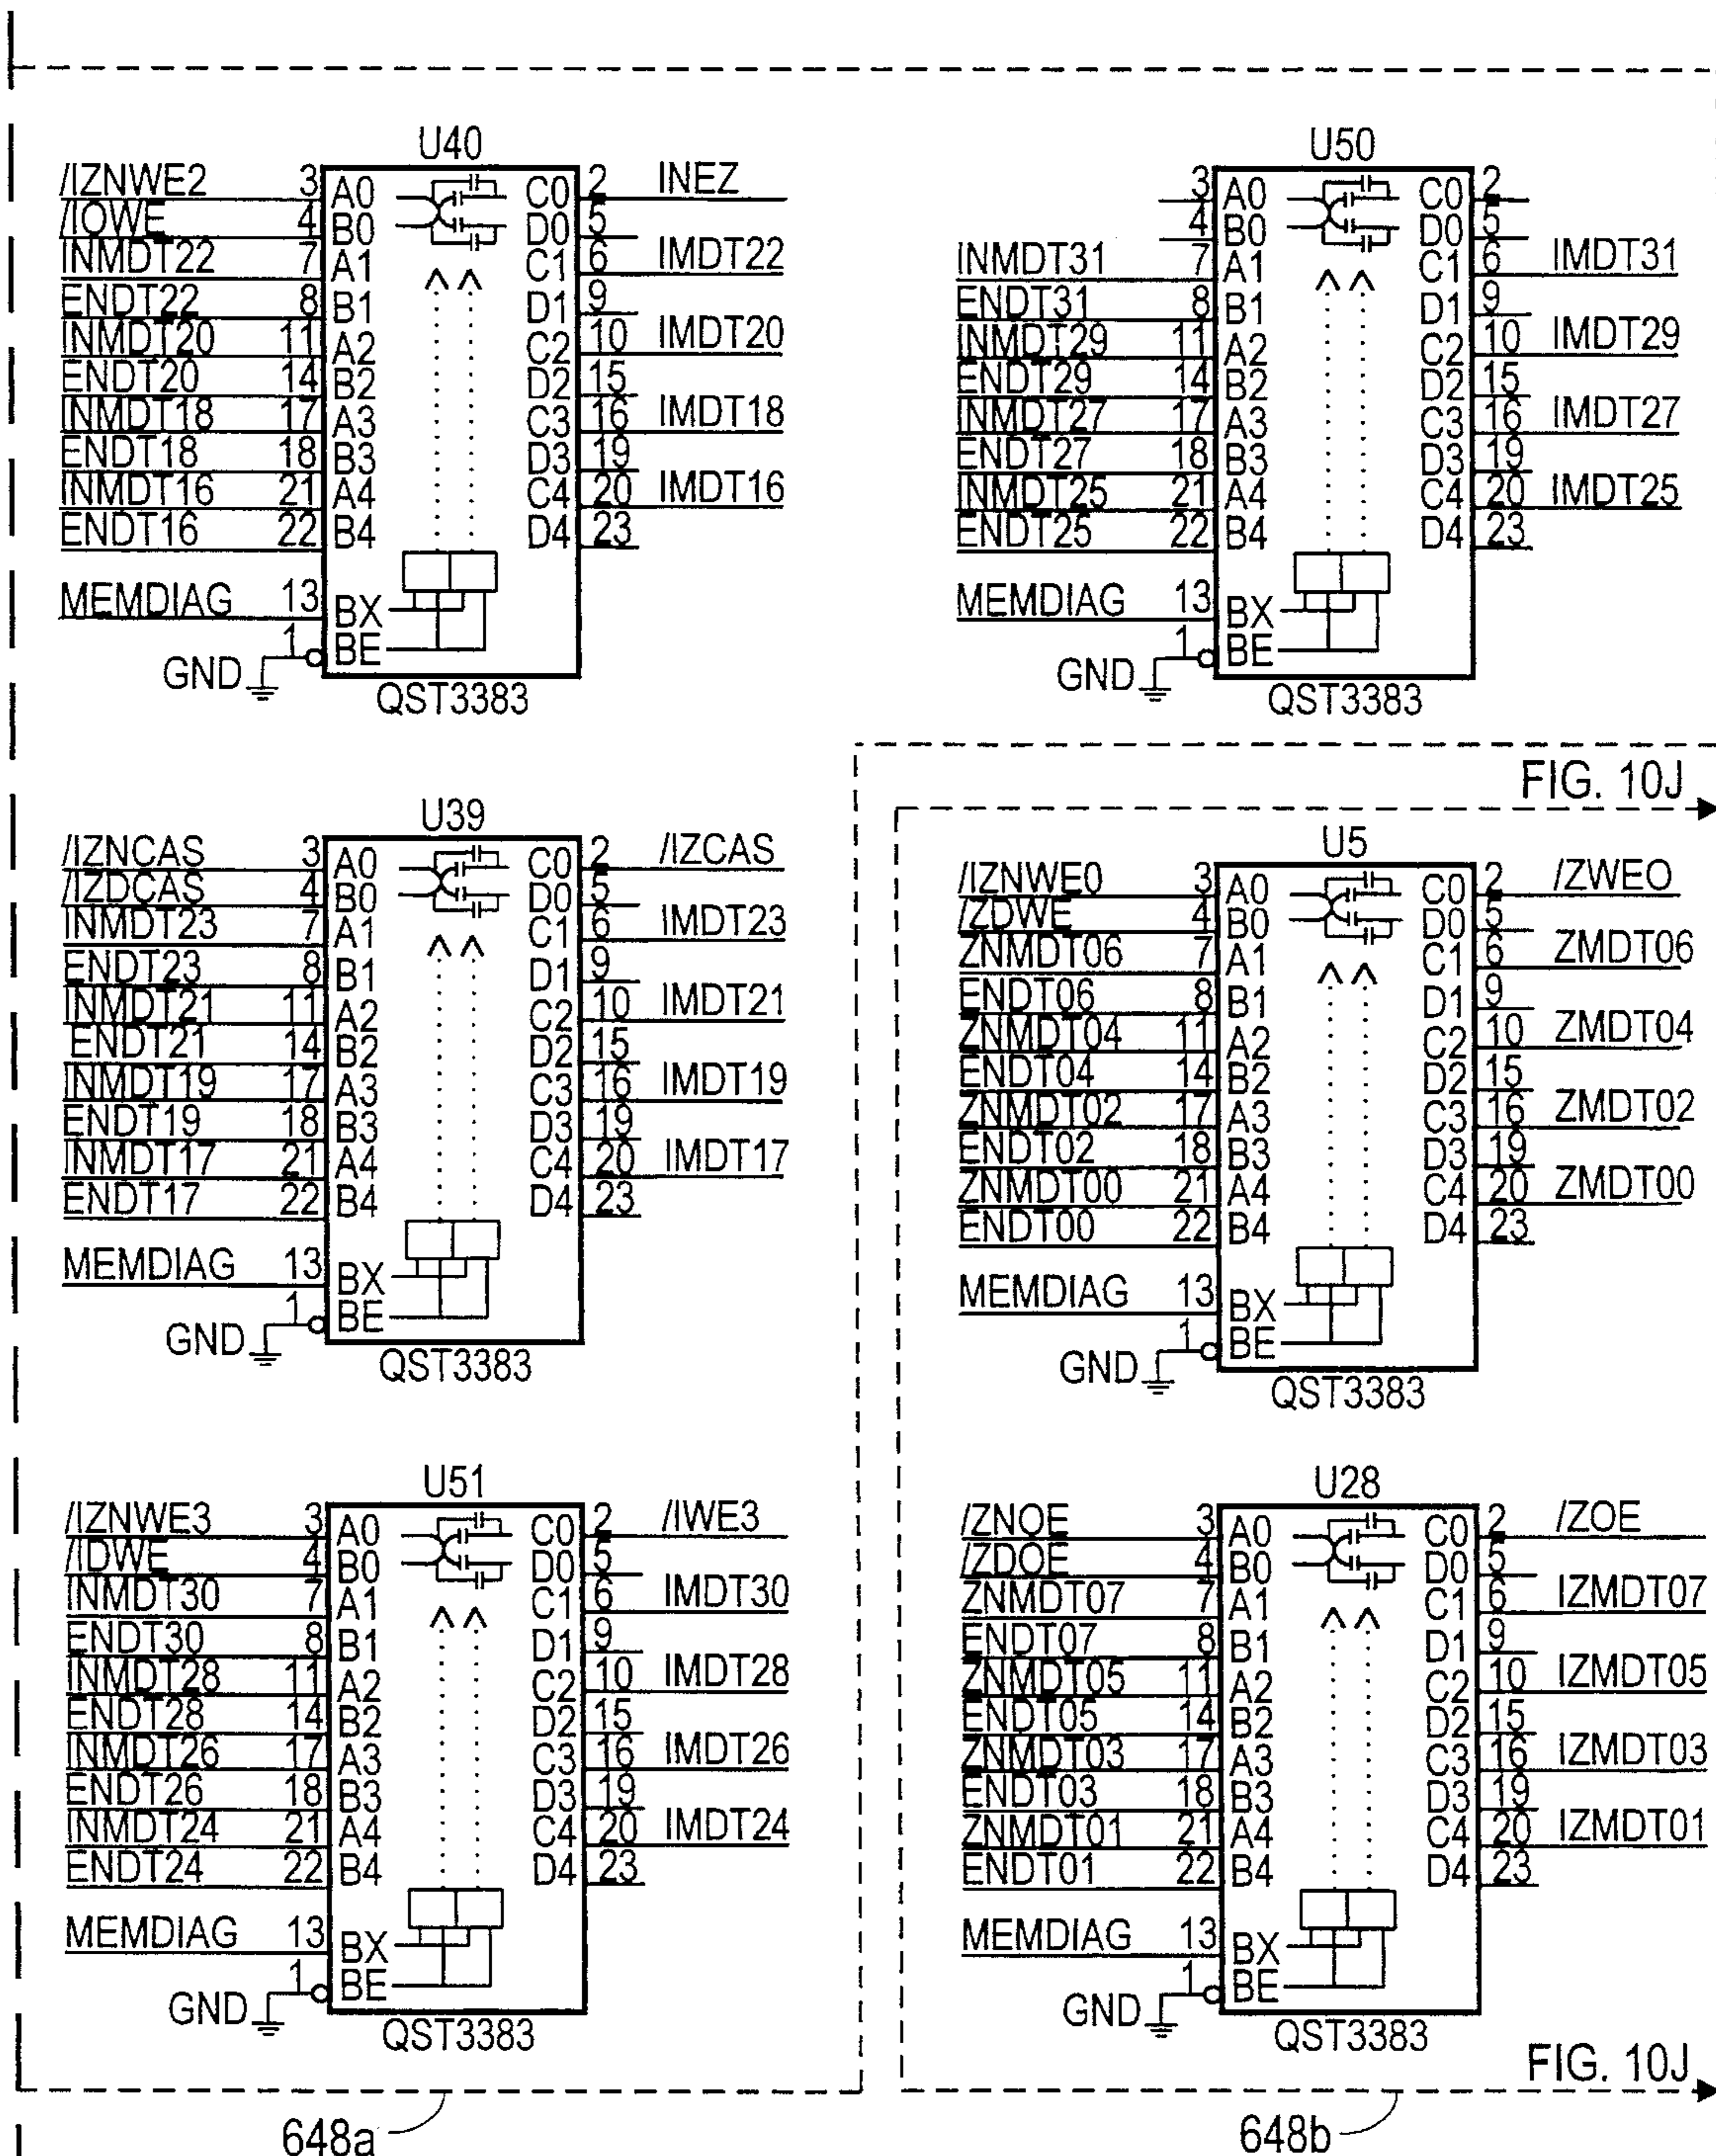 U40
/IZNWE2 3 A0 C0 2 INEZ
/IOWE 4 B0 D0 5
INMDT22 7 A1 C1 6 IMDT22
ENDT22 8 B1 D1 9
INMDT20 11 A2 C2 10 IMDT20
ENDT20 14 B2 D2 15
INMDT18 17 A3 C3 16 IMDT18
ENDT18 18 B3 D3 19
INMDT16 21 A4 C4 20 IMDT16
ENDT16 22 B4 D4 23
MEMDIAG 13 BX
1 BE
GND
QST3383
U50
3 A0 C0 2
4 B0 D0 5
INMDT31 7 A1 C1 6 IMDT31
ENDT31 8 B1 D1 9
INMDT29 11 A2 C2 10 IMDT29
ENDT29 14 B2 D2 15
INMDT27 17 A3 C3 16 IMDT27
ENDT27 18 B3 D3 19
INMDT25 21 A4 C4 20 IMDT25
ENDT25 22 B4 D4 23
MEMDIAG 13 BX
1 BE
GND
QST3383
U39
/IZNCAS 3 A0 C0 2 /IZCAS
/IZDCAS 4 B0 D0 5
INMDT23 7 A1 C1 6 IMDT23
ENDT23 8 B1 D1 9
INMDT21 11 A2 C2 10 IMDT21
ENDT21 14 B2 D2 15
INMDT19 17 A3 C3 16 IMDT19
ENDT19 18 B3 D3 19
INMDT17 21 A4 C4 20 IMDT17
ENDT17 22 B4 D4 23
MEMDIAG 13 BX
1 BE
GND
QST3383
FIG. 10J
U5
/IZNWE0 3 A0 C0 2 /ZWEO
/ZDWE 4 B0 D0 5
ZNMDT06 7 A1 C1 6 ZMDT06
ENDT06 8 B1 D1 9
ZNMDT04 11 A2 C2 10 ZMDT04
ENDT04 14 B2 D2 15
ZNMDT02 17 A3 C3 16 ZMDT02
ENDT02 18 B3 D3 19
ZNMDT00 21 A4 C4 20 ZMDT00
ENDT00 22 B4 D4 23
MEMDIAG 13 BX
1 BE
GND
QST3383
U51
/IZNWE3 3 A0 C0 2 /IWE3
/IDWE 4 B0 D0 5
INMDT30 7 A1 C1 6 IMDT30
ENDT30 8 B1 D1 9
INMDT28 11 A2 C2 10 IMDT28
ENDT28 14 B2 D2 15
INMDT26 17 A3 C3 16 IMDT26
ENDT26 18 B3 D3 19
INMDT24 21 A4 C4 20 IMDT24
ENDT24 22 B4 D4 23
MEMDIAG 13 BX
1 BE
GND
QST3383
U28
/ZNOE 3 A0 C0 2 /ZOE
/ZDOE 4 B0 D0 5
ZNMDT07 7 A1 C1 6 IZMDT07
ENDT07 8 B1 D1 9
ZNMDT05 11 A2 C2 10 IZMDT05
ENDT05 14 B2 D2 15
ZNMDT03 17 A3 C3 16 IZMDT03
ENDT03 18 B3 D3 19
ZNMDT01 21 A4 C4 20 IZMDT01
ENDT01 22 B4 D4 23
MEMDIAG 13 BX
1 BE
GND
QST3383
FIG. 10J
648a
648b